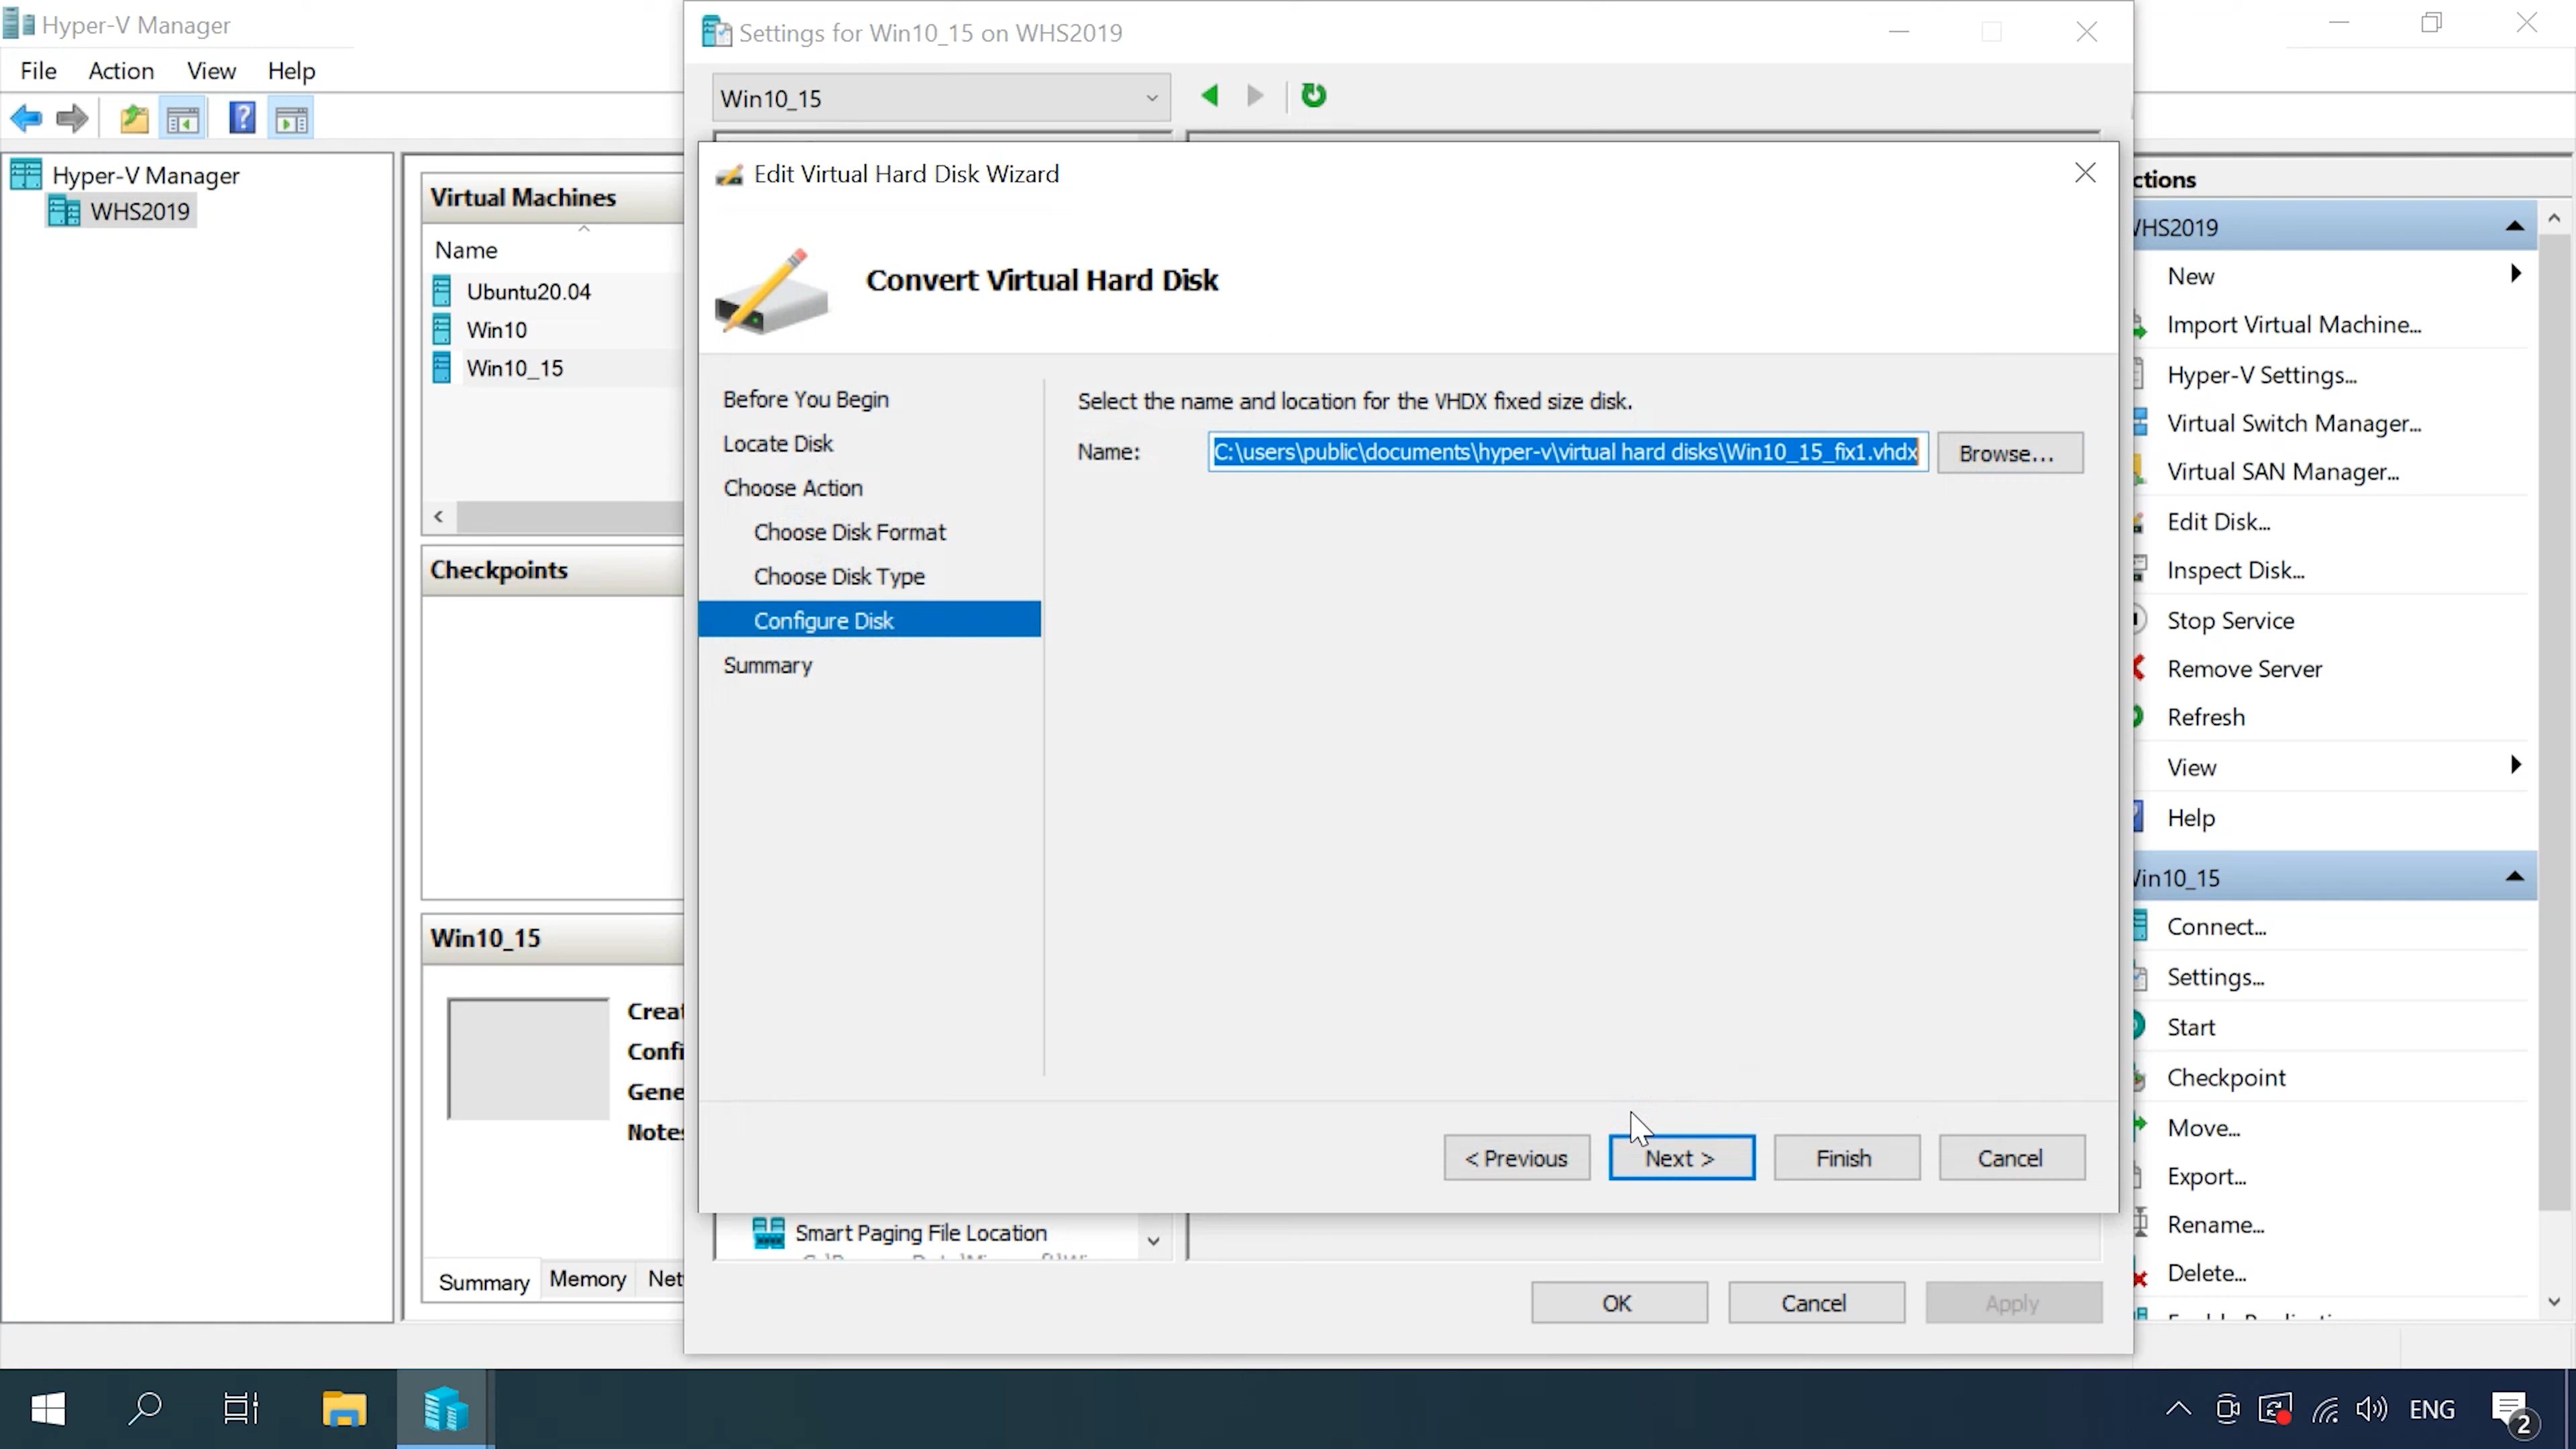 Hyper-V Manager
File Action View Help
Hyper-V Manager
WHS2019
Virtual Machines
Name
Ubuntu20.04
Win10
Win10_15
Checkpoints
Win10_15
Summary Memory
Settings for Win10_15 on WHS2019
Win10_15
Edit Virtual Hard Disk Wizard
Convert Virtual Hard Disk
Before You Begin
Locate Disk
Choose Action
Choose Disk Format
Choose Disk Type
Configure Disk
Summary
Select the name and location for the VHDX fixed size disk.
Name: C:\users\public\documents\hyper-v\virtual hard disks\Win10_15_fix1.vhdx Browse...
< Previous Next > Finish Cancel
Smart Paging File Location
OK Cancel Apply
ctions
WHS2019
New
Import Virtual Machine...
Hyper-V Settings...
Virtual Switch Manager...
Virtual SAN Manager...
Edit Disk...
Inspect Disk...
Stop Service
Remove Server
Refresh
View
Help
Win10_15
Connect...
Settings...
Start
Checkpoint
Move...
Export...
Rename...
Delete...
ENG
2